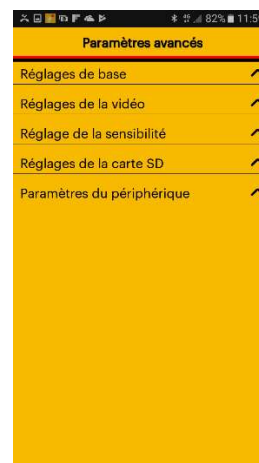 82% 11:5
Paramètres avancés
Réglages de base
Réglages de la vidéo
Réglage de la sensibilité
Réglages de la carte SD
Paramètres du périphérique